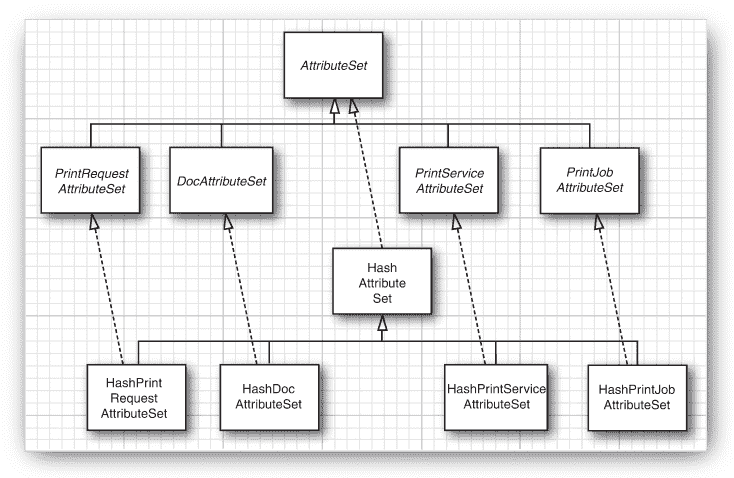 AttributeSet
PrintRequest
AttributeSet
DocAttributeSet
PrintService
AttributeSet
PrintJob
AttributeSet
Hash
Attribute
Set
HashPrint
Request
AttributeSet
HashDoc
AttributeSet
HashPrintService
AttributeSet
HashPrintJob
AttributeSet